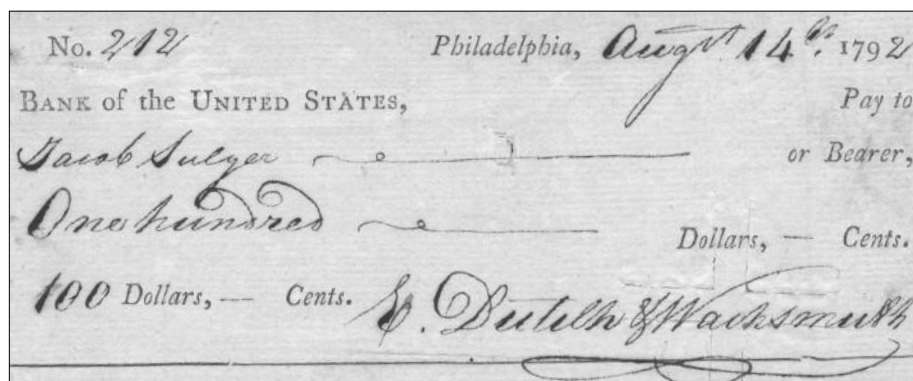 No. 212 Philadelphia, Augst 14th 1792
BANK of the UNITED STATES, Pay to
Jacob Sulger or Bearer,
One hundred Dollars, — Cents.
100 Dollars, — Cents. E. Dutilh & Wachsmuth